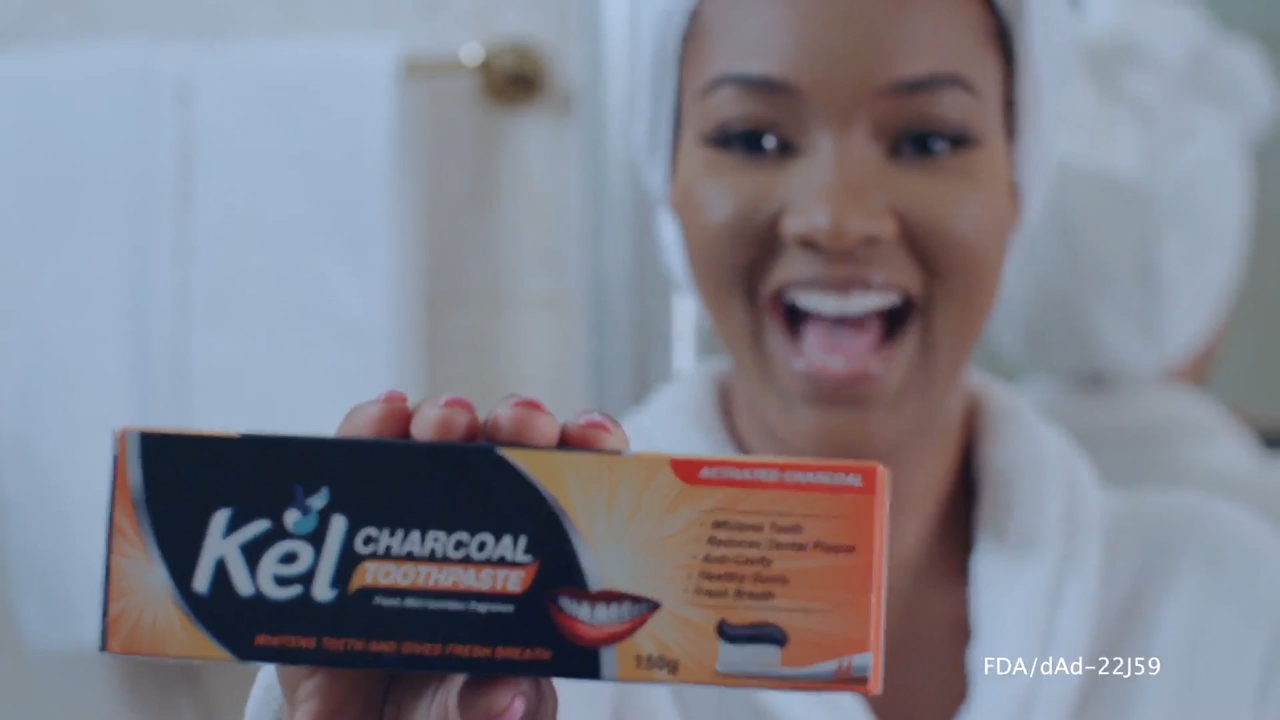 Kel
CHARCOAL
TOOTHPASTE
WHITENS TEETH AND GIVES FRESH BREATH
150g
ACTIVATED CHARCOAL
Whitens Teeth
Reduces Dental Plaque
Anti-Cavity
Healthy Gums
Fresh Breath
FDA/dAd-22J59